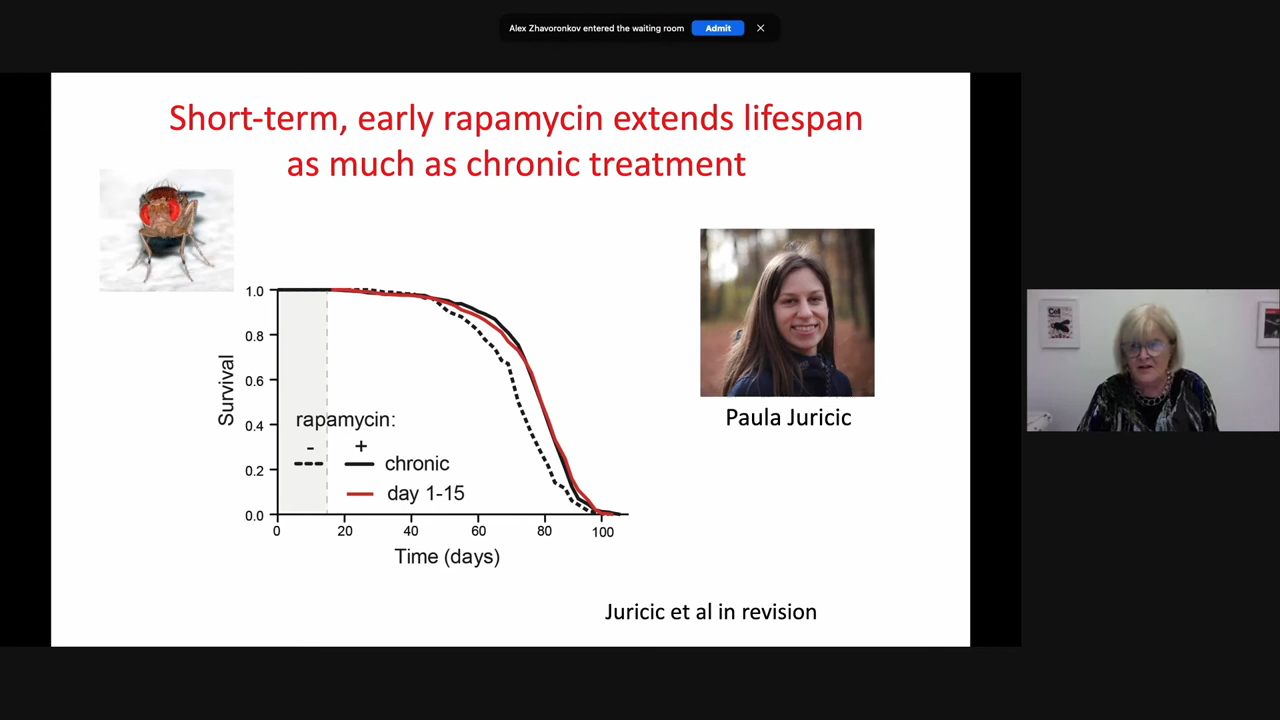 Alex Zhavoronkov entered the waiting room Admit
Short-term, early rapamycin extends lifespan
as much as chronic treatment
1.0
0.8
0.6
0.4
0.2
0.0
Survival
rapamycin:
- +
chronic
day 1-15
0 20 40 60 80 100
Time (days)
Paula Juricic
Juricic et al in revision
Cell